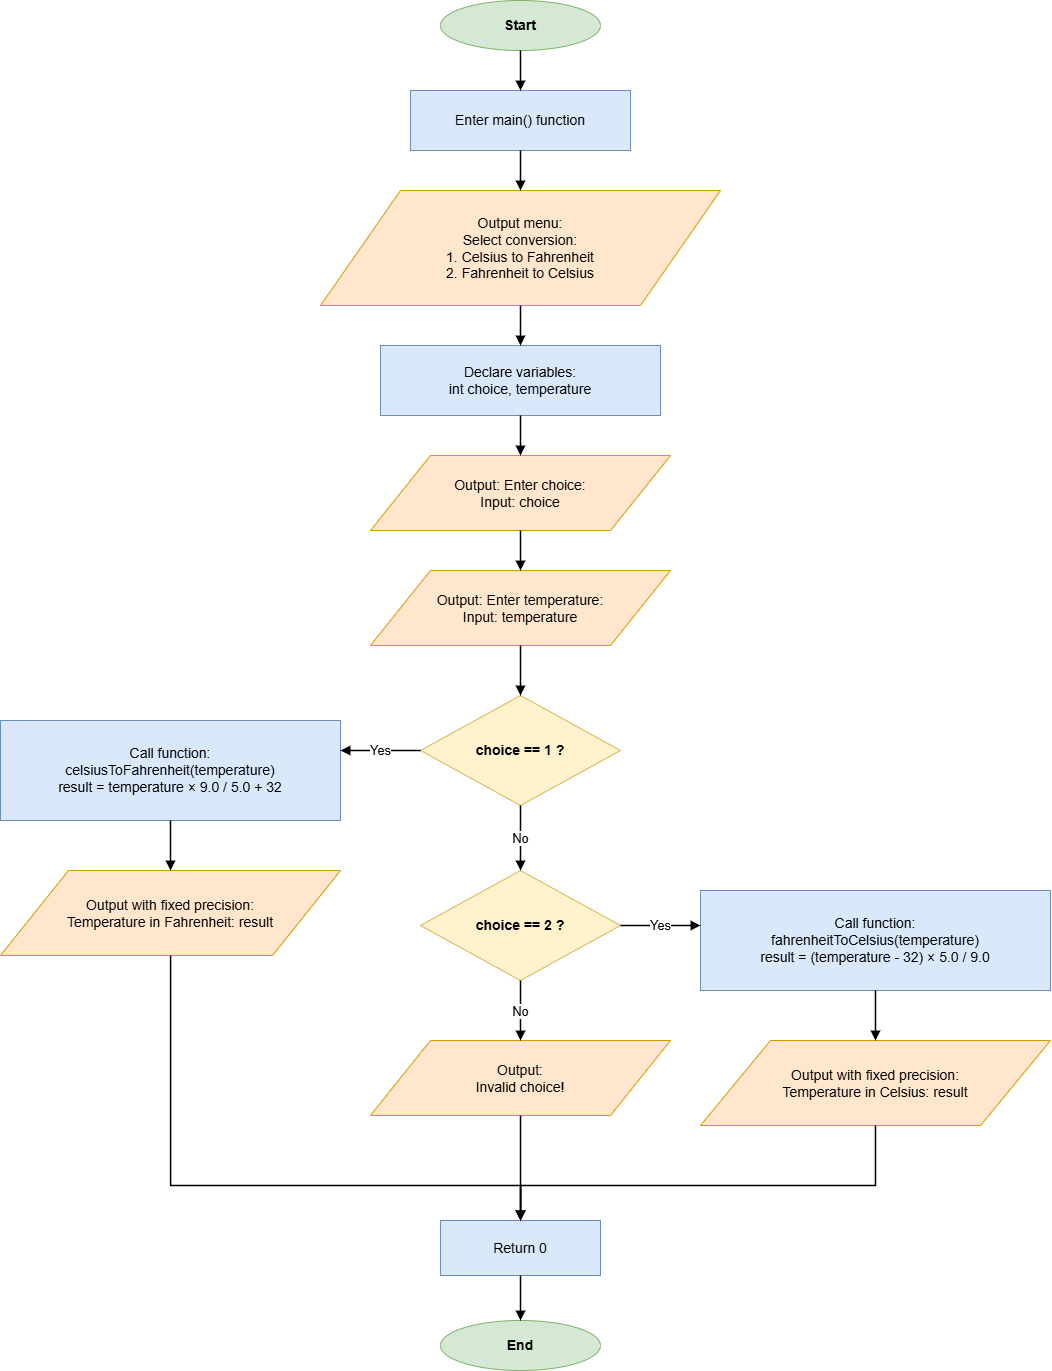 Start
Enter main() function
Output menu:
Select conversion:
1. Celsius to Fahrenheit
2. Fahrenheit to Celsius
Declare variables:
int choice, temperature
Output: Enter choice:
Input: choice
Output: Enter temperature:
Input: temperature
choice == 1 ?
Yes
Call function:
celsiusToFahrenheit(temperature)
result = temperature × 9.0 / 5.0 + 32
No
Output with fixed precision:
Temperature in Fahrenheit: result
choice == 2 ?
Yes
Call function:
fahrenheitToCelsius(temperature)
result = (temperature - 32) × 5.0 / 9.0
No
Output:
Invalid choice!
Output with fixed precision:
Temperature in Celsius: result
Return 0
End